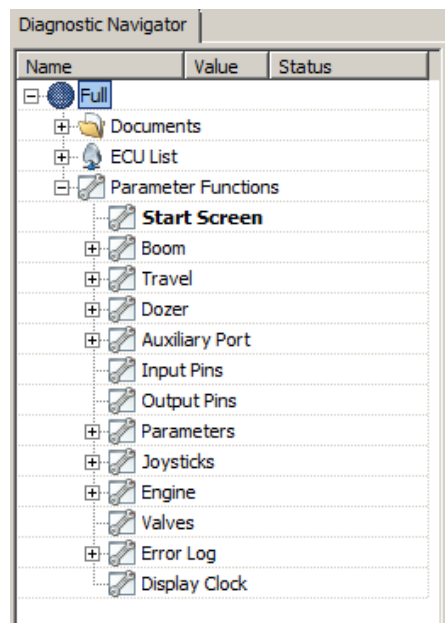 Diagnostic Navigator
Name Value Status
Full
Documents
ECU List
Parameter Functions
Start Screen
Boom
Travel
Dozer
Auxiliary Port
Input Pins
Output Pins
Parameters
Joysticks
Engine
Valves
Error Log
Display Clock